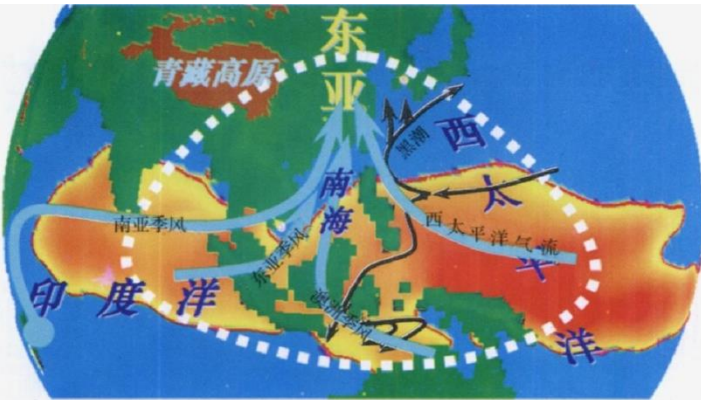 东亚
青藏高原
黑潮
西太平洋
南海
南亚季风
东亚季风
西太平洋气流
印度洋
澳洲季风